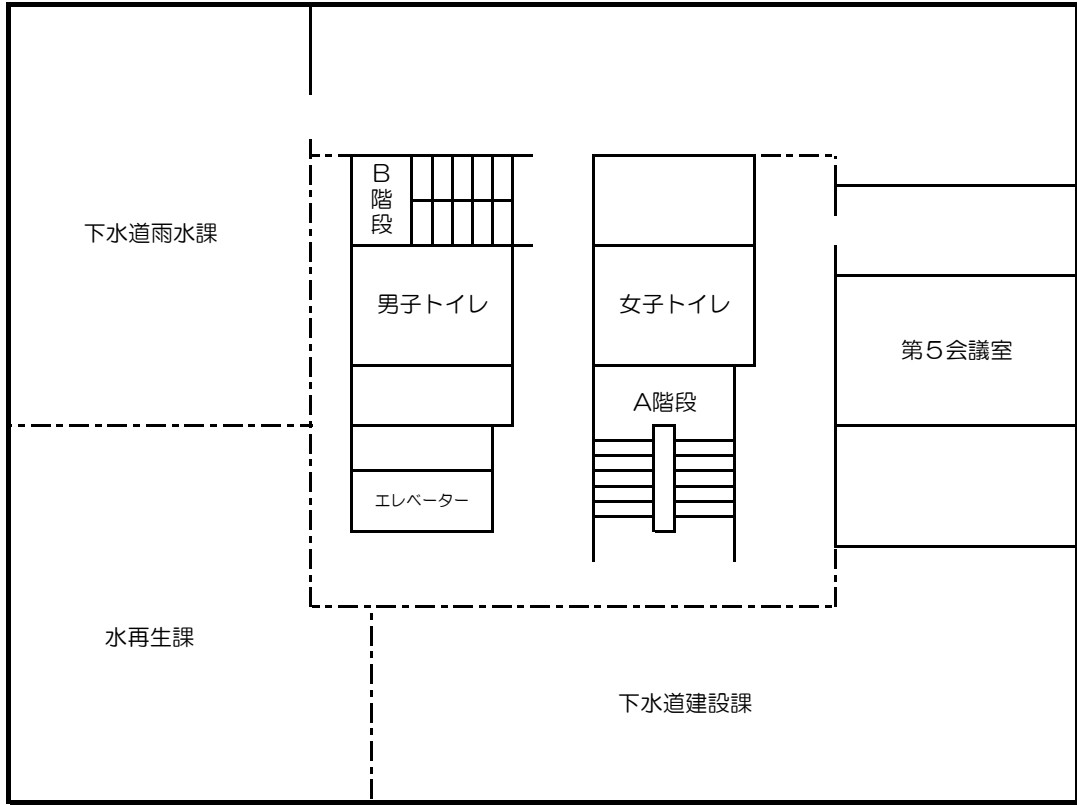 B
階
段
下水道雨水課
男子トイレ
女子トイレ
第5会議室
A階段
エレベーター
水再生課
下水道建設課